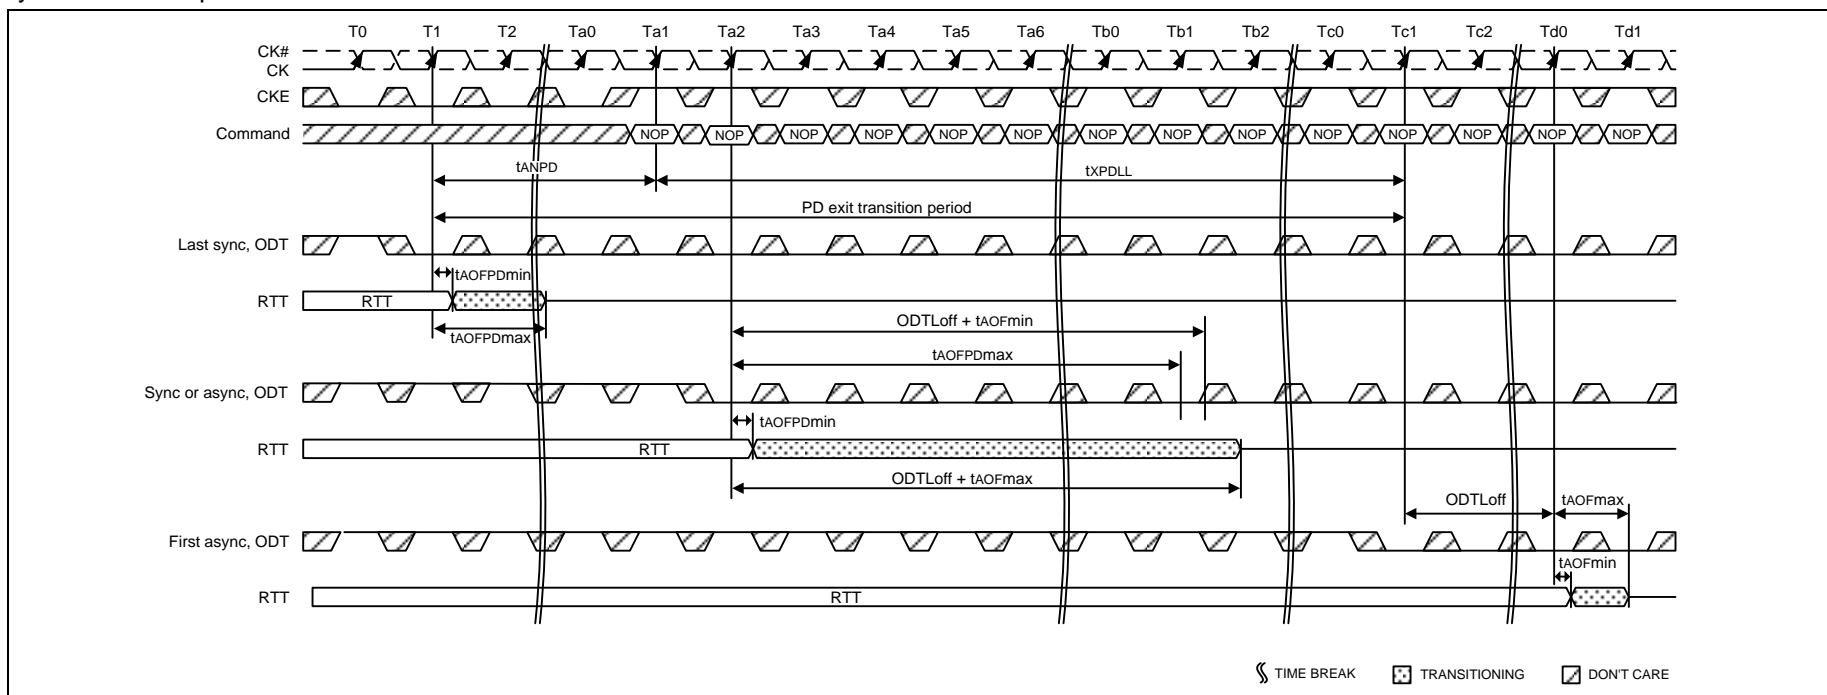 T0 T1 T2 Ta0 Ta1 Ta2 Ta3 Ta4 Ta5 Ta6 Tb0 Tb1 Tb2 Tc0 Tc1 Tc2 Td0 Td1
CK#
CK
CKE
Command NOP NOP NOP NOP NOP NOP NOP NOP NOP NOP NOP NOP NOP NOP
tANPD tXPDLL
PD exit transition period
Last sync, ODT
tAOFPDmin
RTT RTT
tAOFPDmax
ODTLoff + tAOFmin
tAOFPDmax
Sync or async, ODT
tAOFPDmin
RTT RTT
ODTLoff + tAOFmax
ODTLoff tAOFmax
First async, ODT
tAOFmin
RTT RTT
TIME BREAK TRANSITIONING DON'T CARE